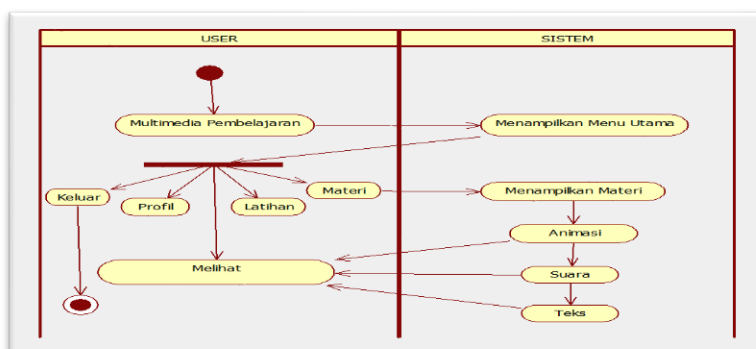 USER
SISTEM
Multimedia Pembelajaran
Menampilkan Menu Utama
Keluar
Profil
Latihan
Materi
Menampilkan Materi
Animasi
Melihat
Suara
Teks